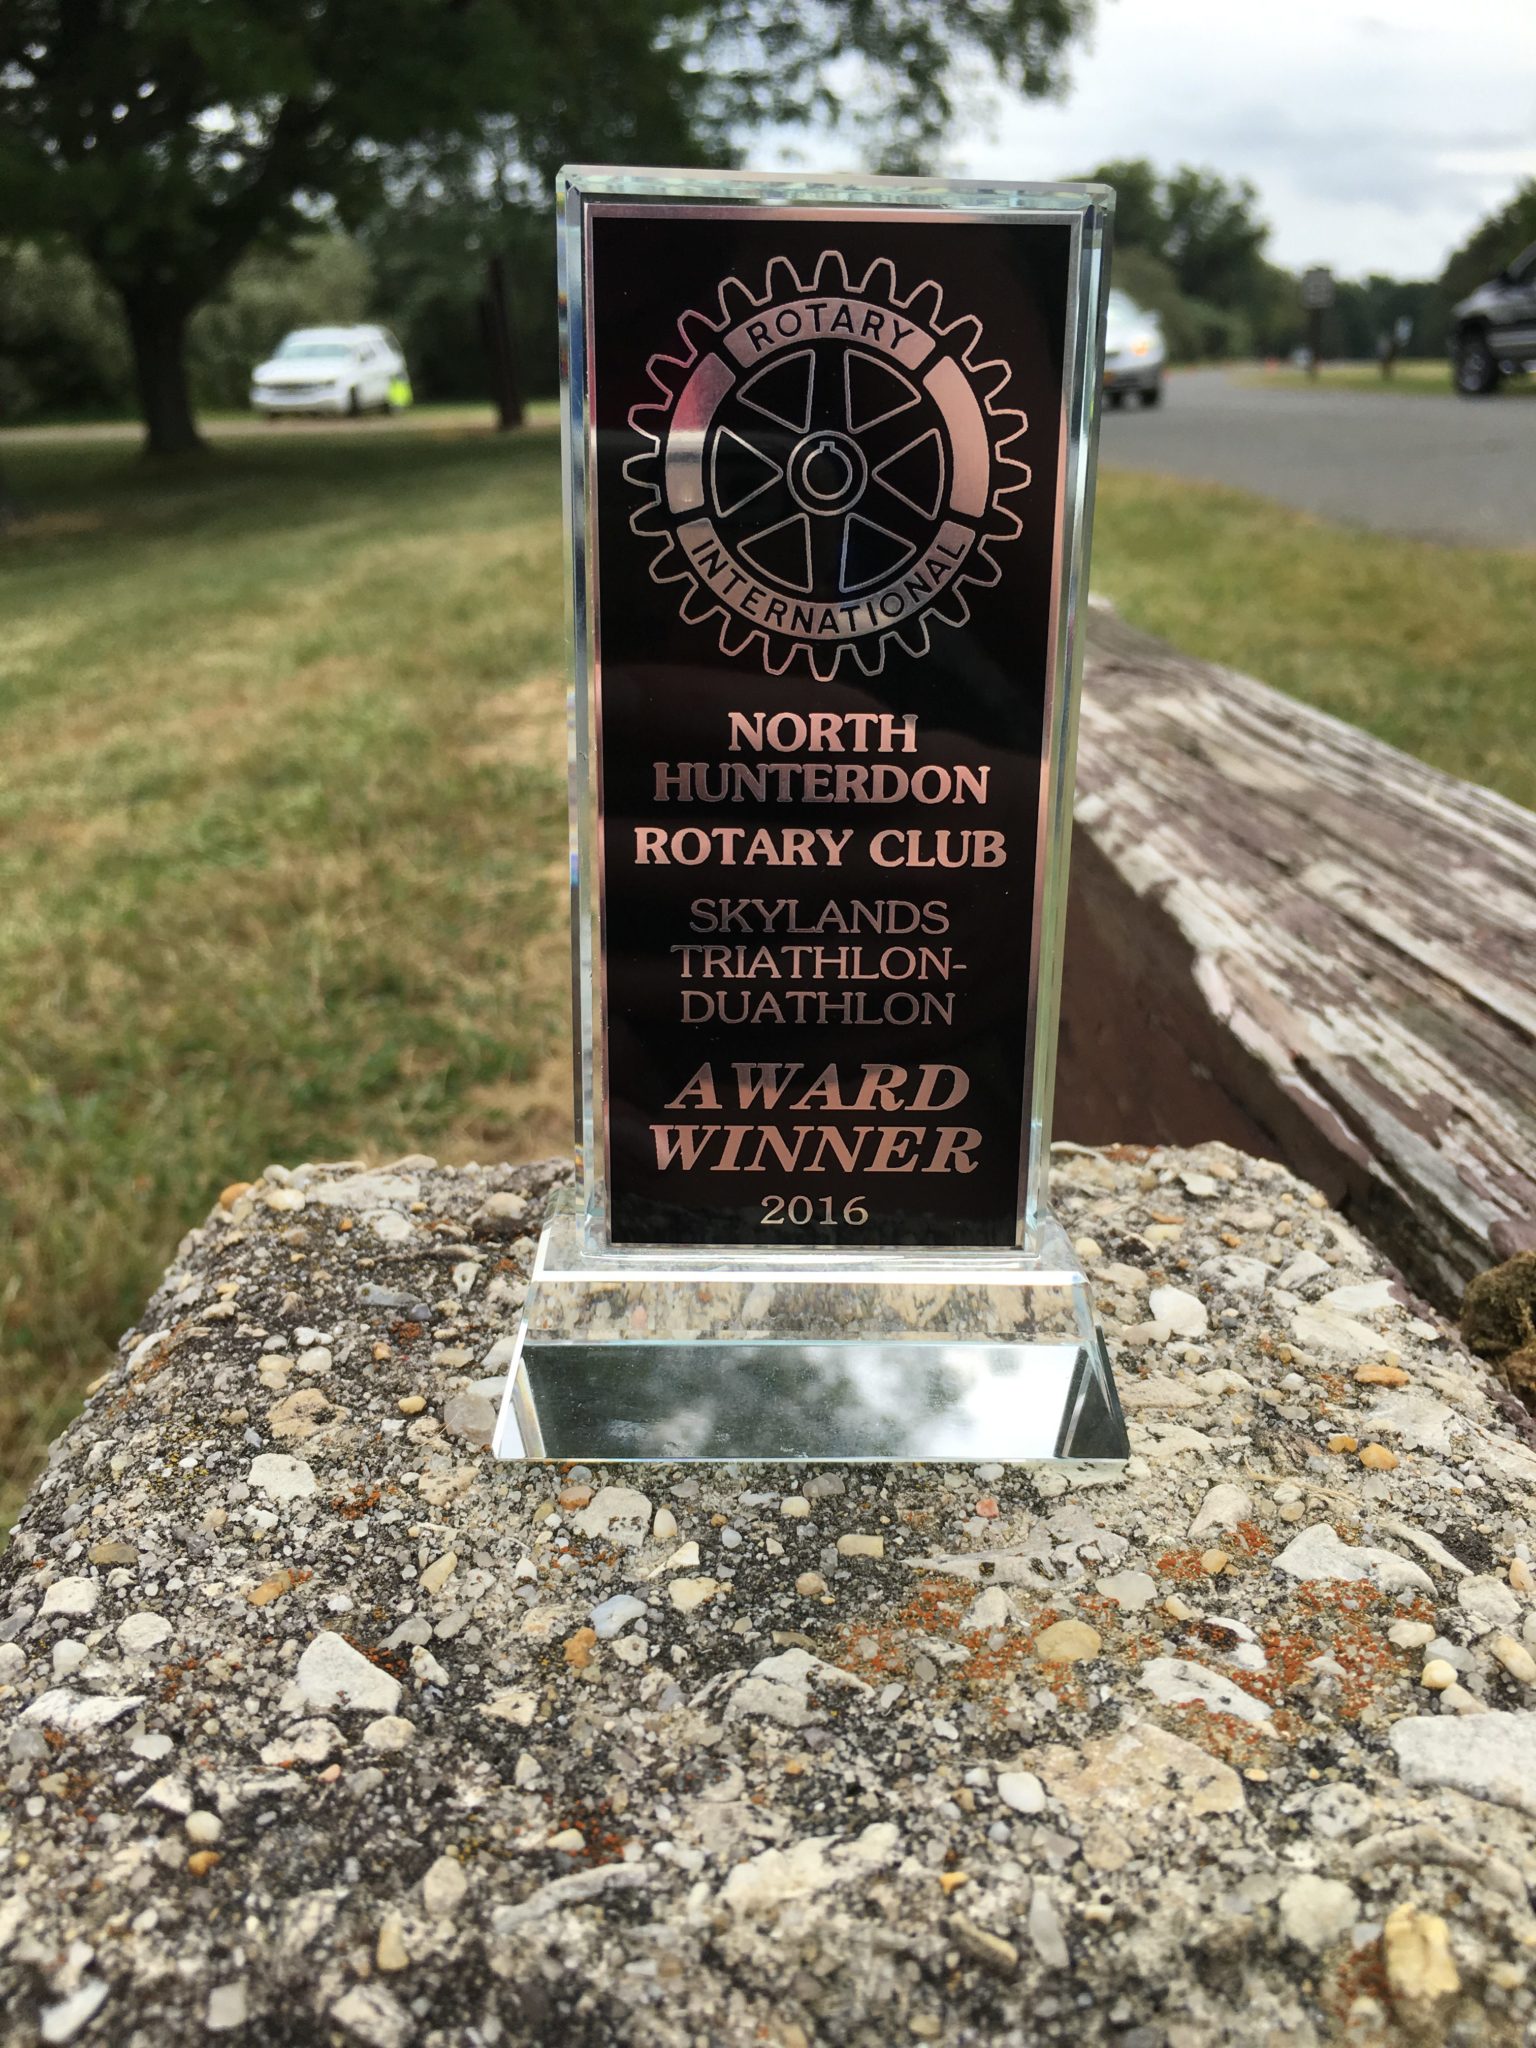 ROTARY
INTERNATIONAL
NORTH
HUNTERDON
ROTARY CLUB
SKYLANDS
TRIATHLON-
DUATHLON
AWARD
WINNER
2016